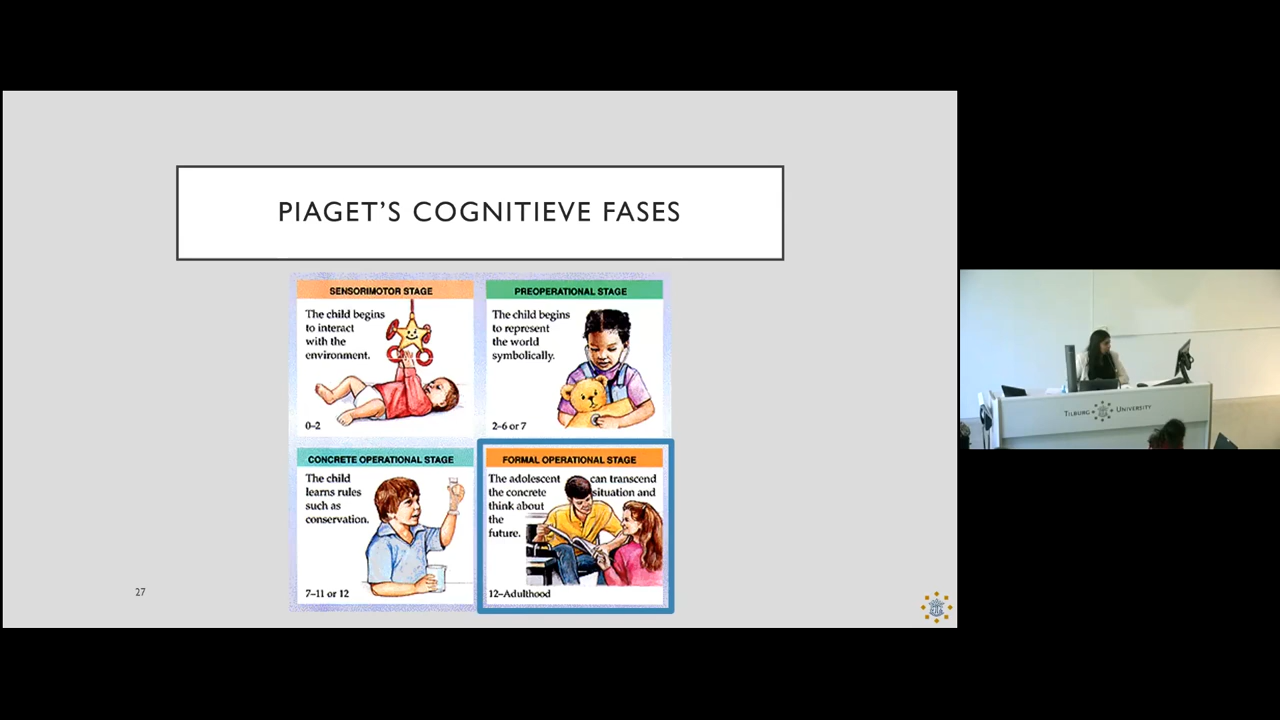 PIAGET'S COGNITIEVE FASES
SENSORIMOTOR STAGE
The child begins
to interact
with the
environment.
0–2
PREOPERATIONAL STAGE
The child begins
to represent
the world
symbolically.
2–6 or 7
CONCRETE OPERATIONAL STAGE
The child
learns rules
such as
conservation.
7–11 or 12
FORMAL OPERATIONAL STAGE
The adolescent can transcend
the concrete situation and
think about
the
future.
12–Adulthood
27
TILBURG UNIVERSITY